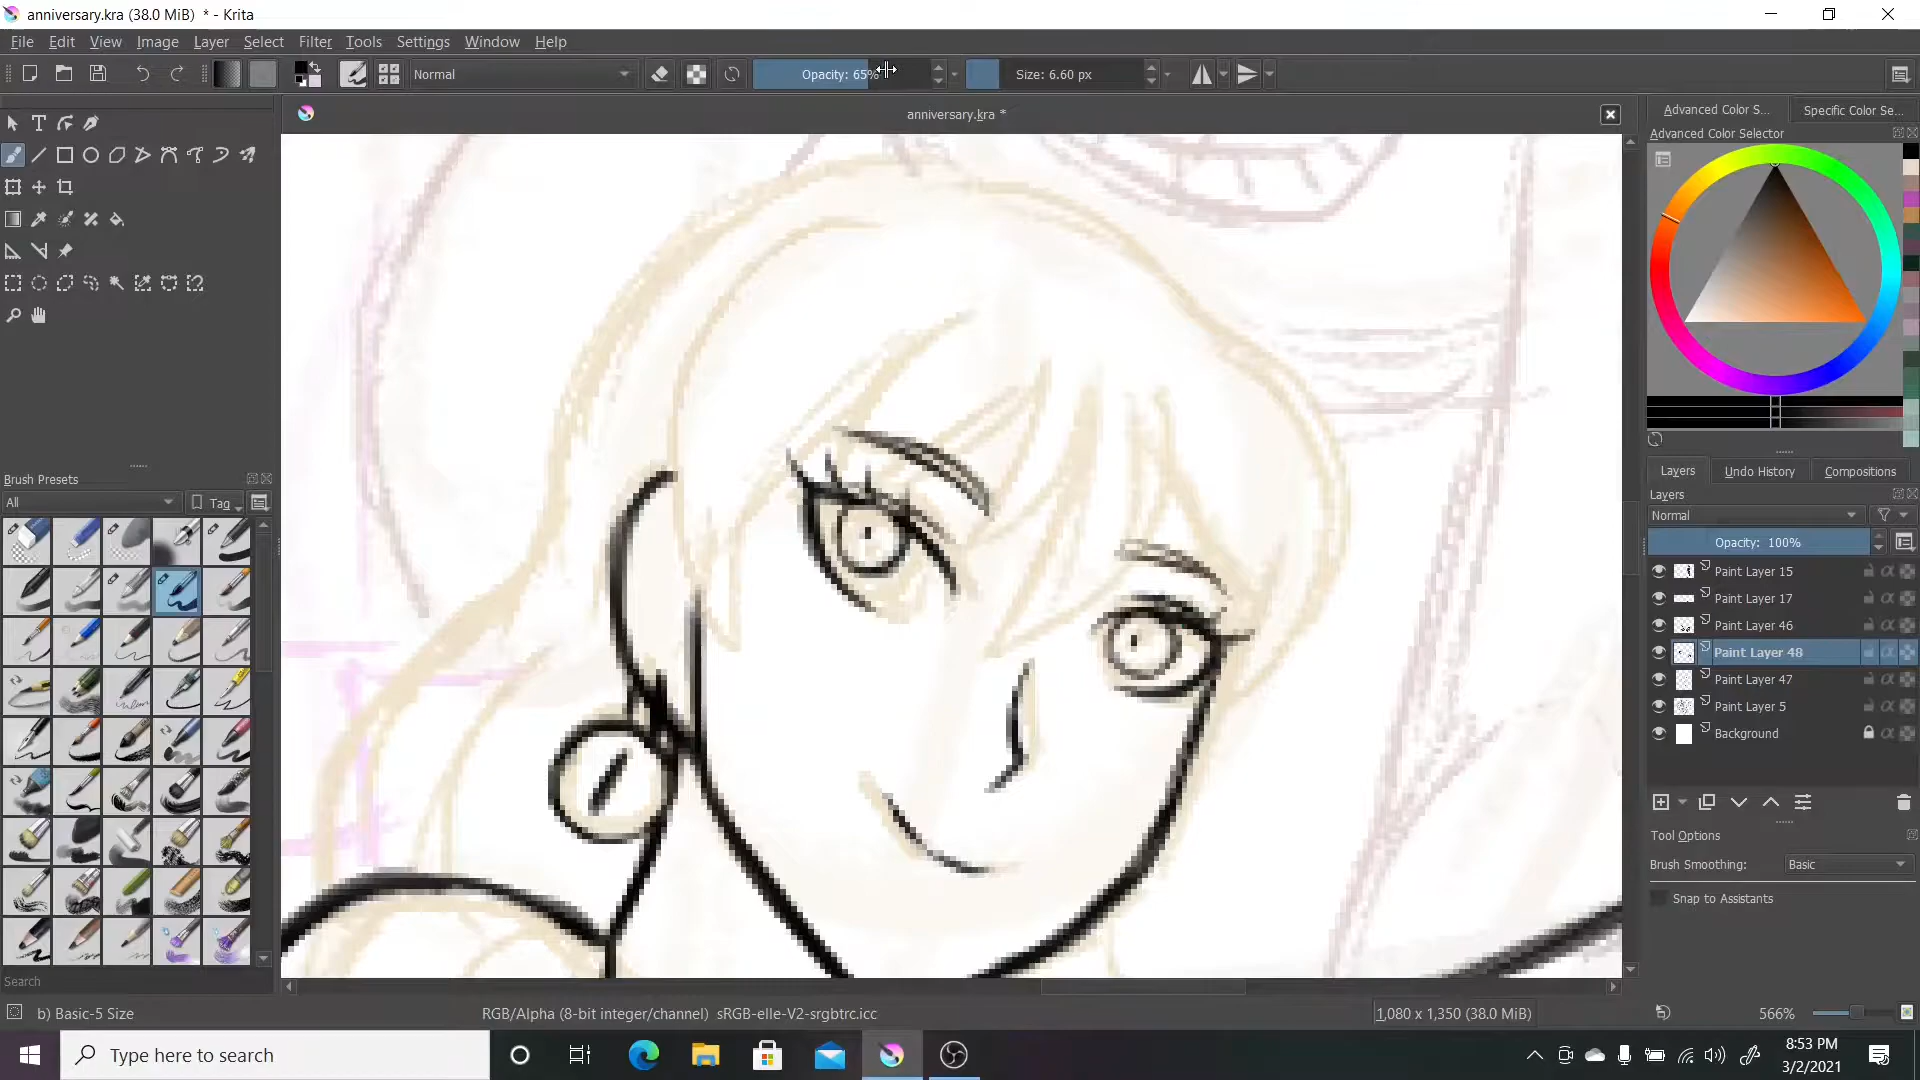 anniversary.kra (38.0 MiB) * - Krita
File Edit View Image Layer Select Filter Tools Settings Window Help
Normal
Opacity: 65%
Size: 6.60 px
anniversary.kra *
Advanced Color S...
Specific Color Se...
Advanced Color Selector
Brush Presets
All
Tag
Layers
Undo History
Compositions
Layers
Normal
Opacity: 100%
Paint Layer 15
Paint Layer 17
Paint Layer 46
Paint Layer 48
Paint Layer 47
Paint Layer 5
Background
Tool Options
Brush Smoothing:
Basic
Snap to Assistants
Search
b) Basic-5 Size
RGB/Alpha (8-bit integer/channel) sRGB-elle-V2-srgbtrc.icc
1,080 x 1,350 (38.0 MiB)
566%
Type here to search
8:53 PM
3/2/2021